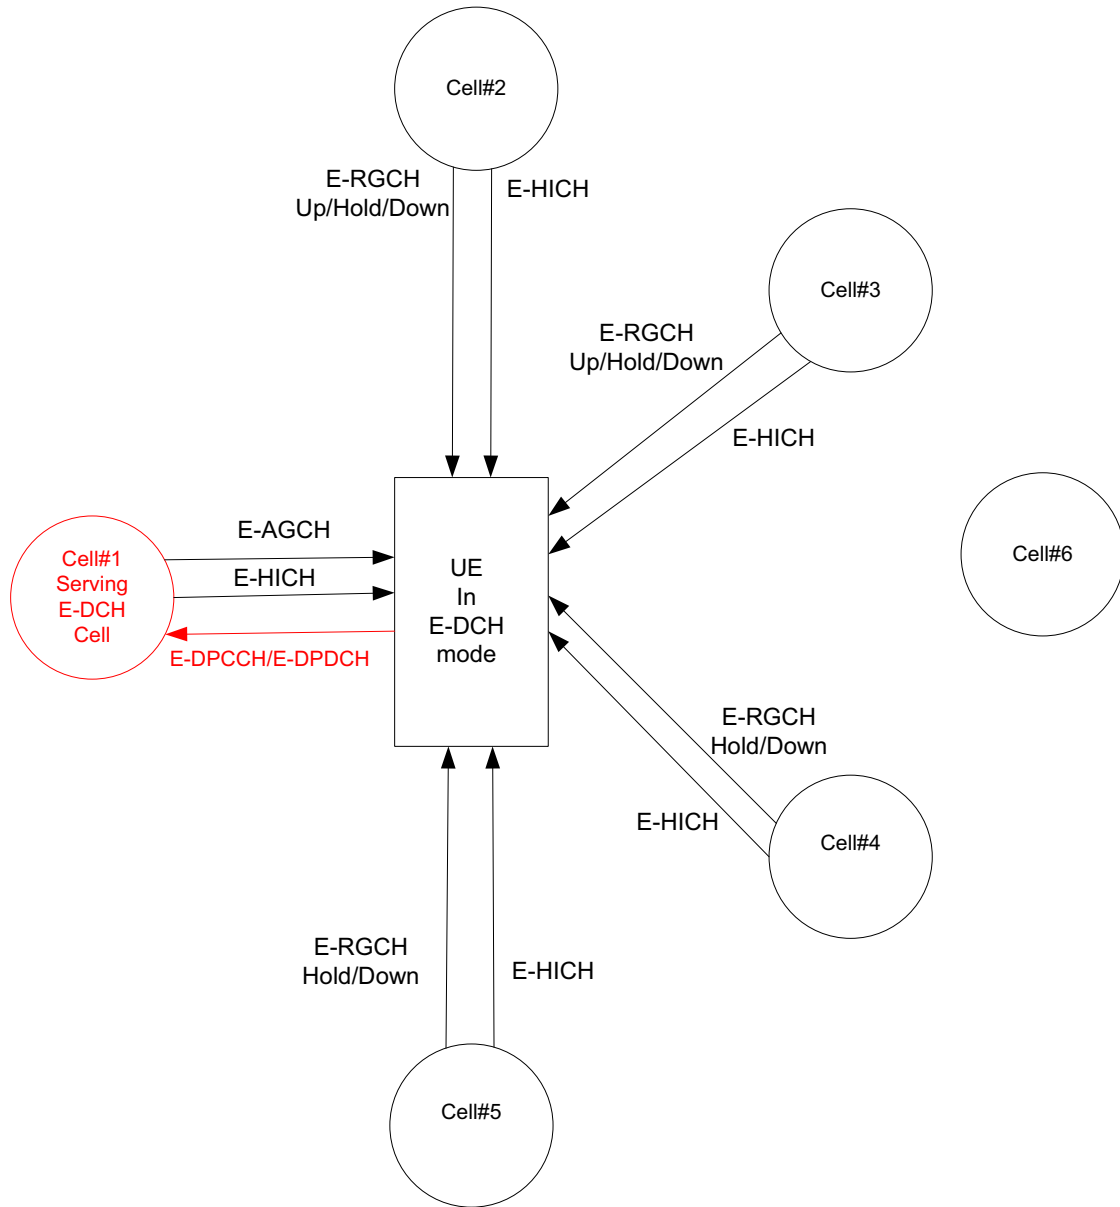 Cell#2
E-RGCH
Up/Hold/Down
E-HICH
Cell#3
E-RGCH
Up/Hold/Down
E-HICH
Cell#1
Serving
E-DCH
Cell
E-AGCH
E-HICH
E-DPCCH/E-DPDCH
UE
In
E-DCH
mode
Cell#6
E-RGCH
Hold/Down
E-HICH
Cell#4
E-RGCH
Hold/Down
E-HICH
Cell#5